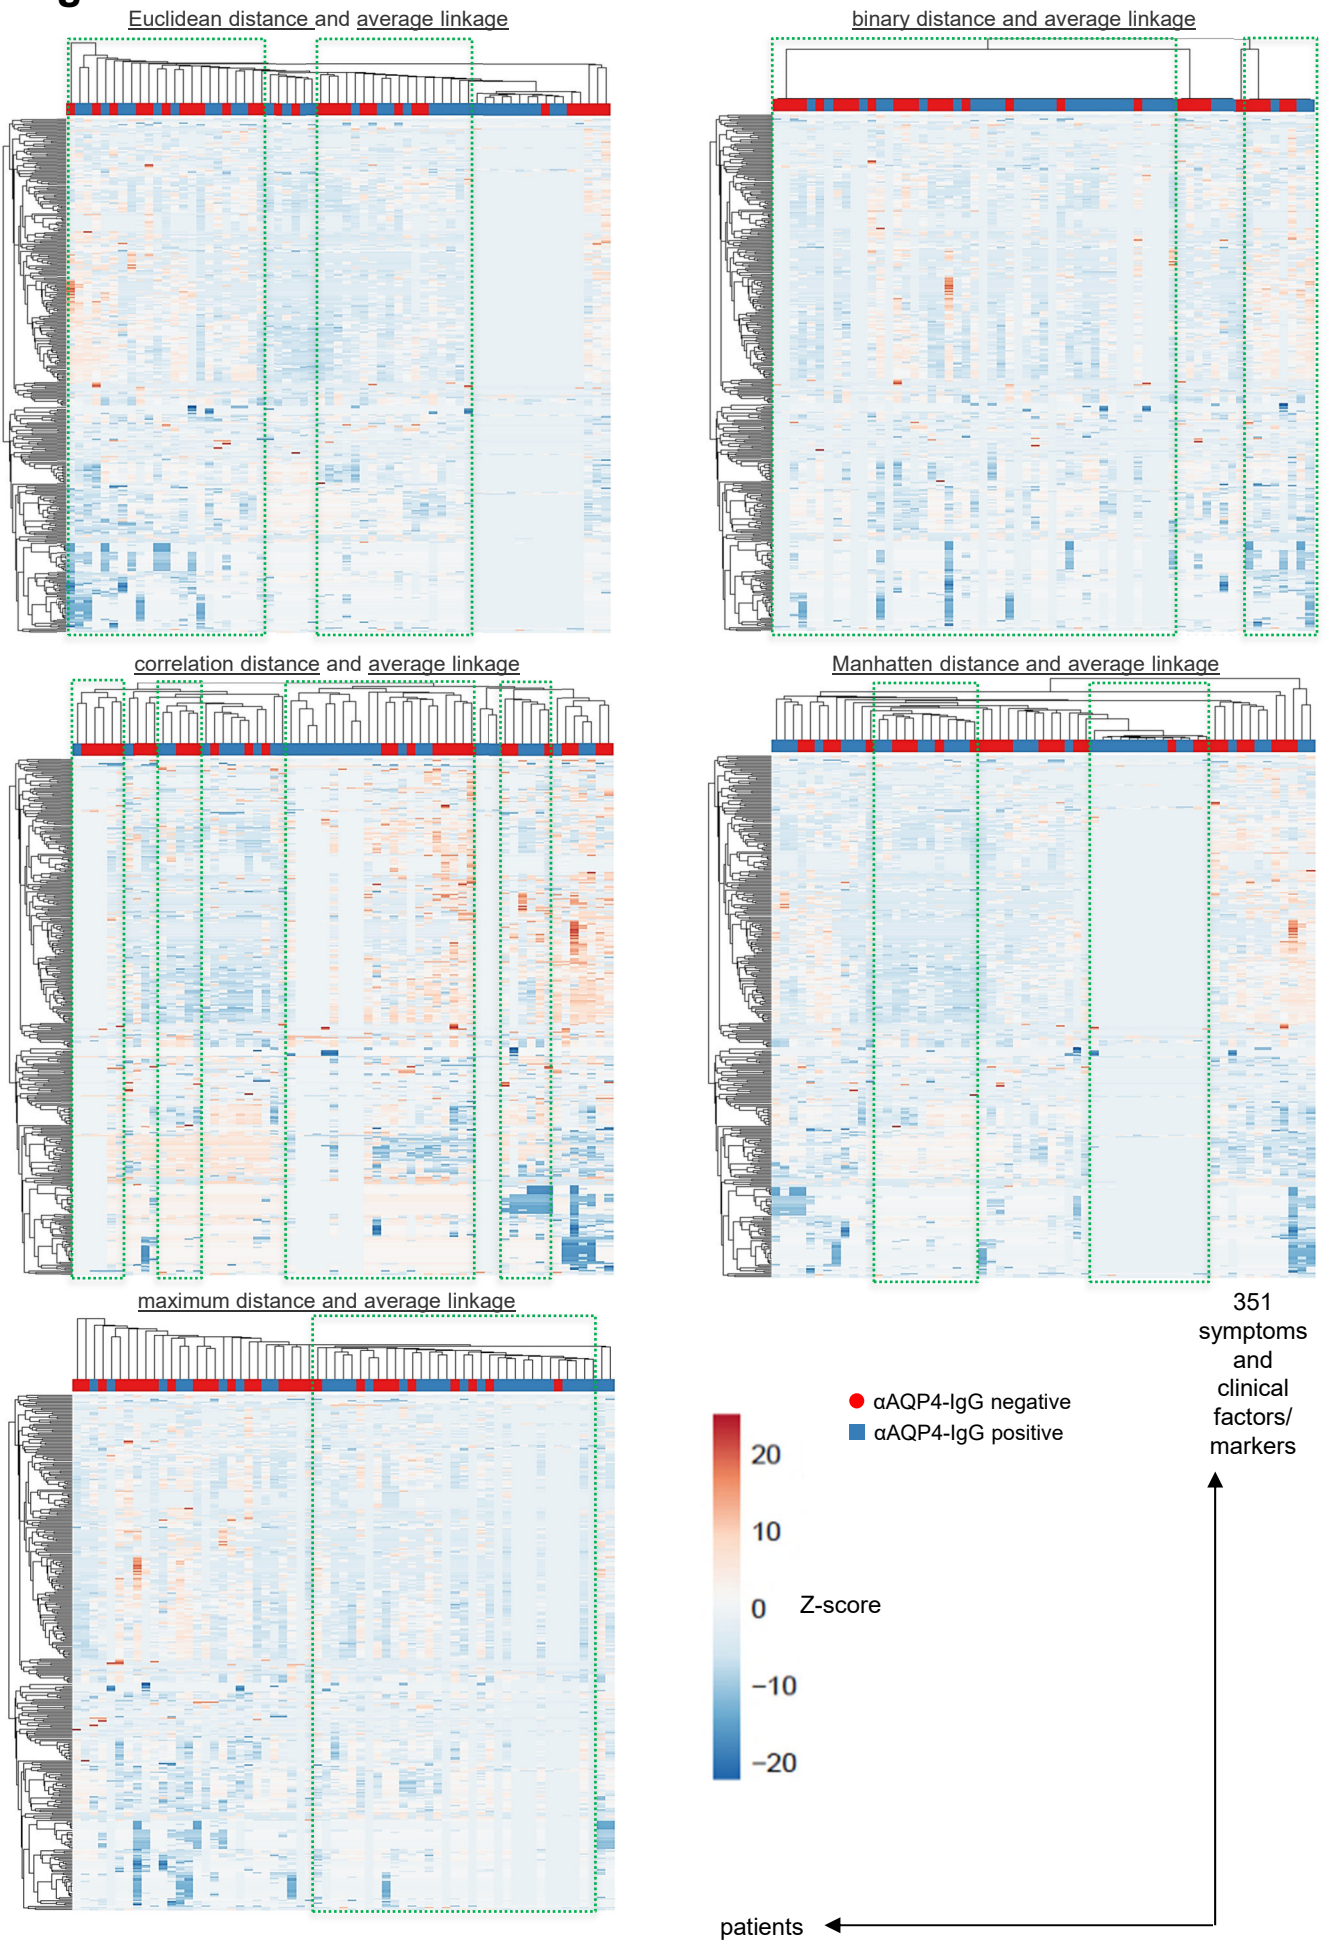 Euclidean distance and average linkage
binary distance and average linkage
correlation distance and average linkage
Manhatten distance and average linkage
maximum distance and average linkage
351
symptoms
and
clinical
factors/
markers
αAQP4-IgG negative
αAQP4-IgG positive
20
10
0
−10
−20
Z-score
patients